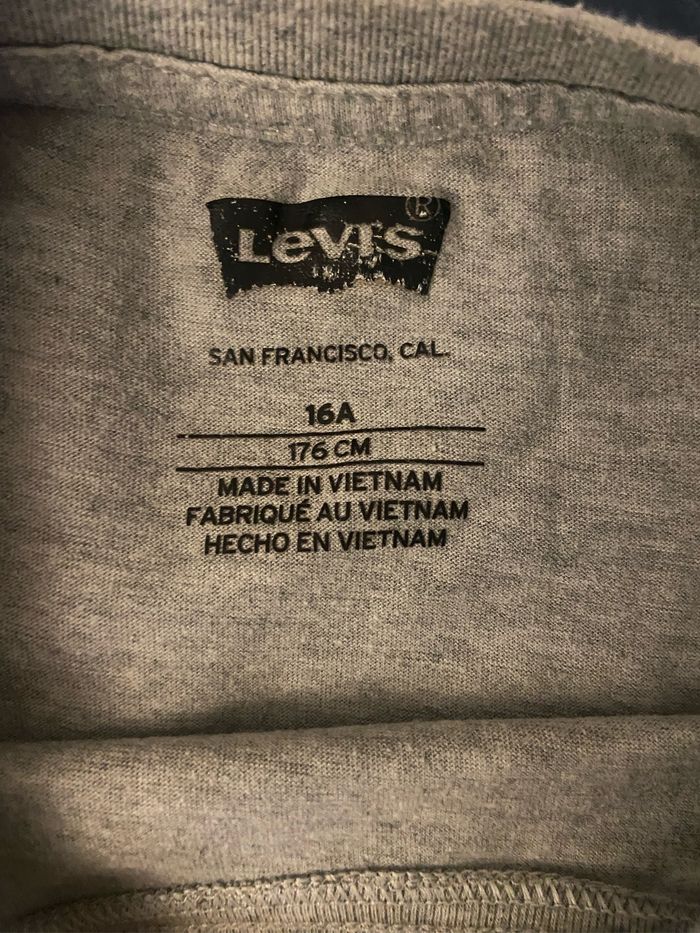 Levi's ®
SAN FRANCISCO, CAL.
16A
176 CM
MADE IN VIETNAM
FABRIQUÉ AU VIETNAM
HECHO EN VIETNAM